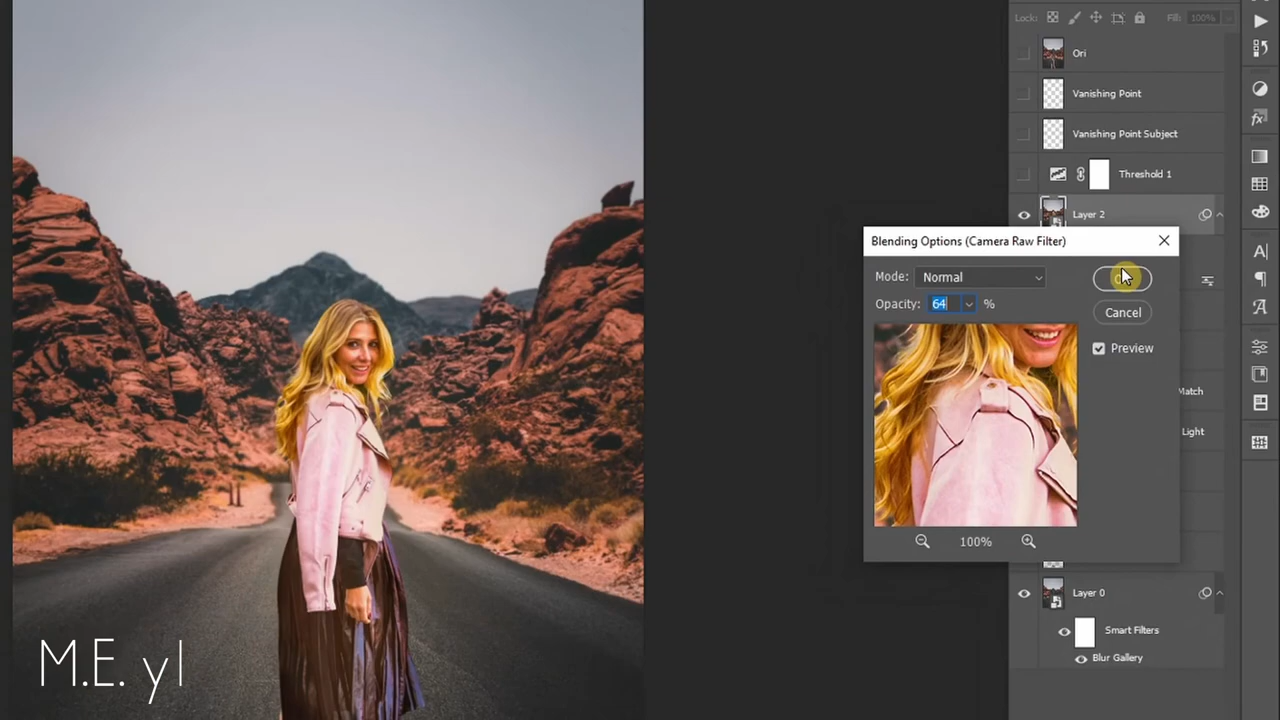 Lock:
Fill: 100%
Ori
Vanishing Point
Vanishing Point Subject
Threshold 1
Layer 2
Blending Options (Camera Raw Filter)
Mode: Normal
Opacity: 64 %
Cancel
Preview
Match
Light
100%
Layer 0
Smart Filters
Blur Gallery
M.E. yl